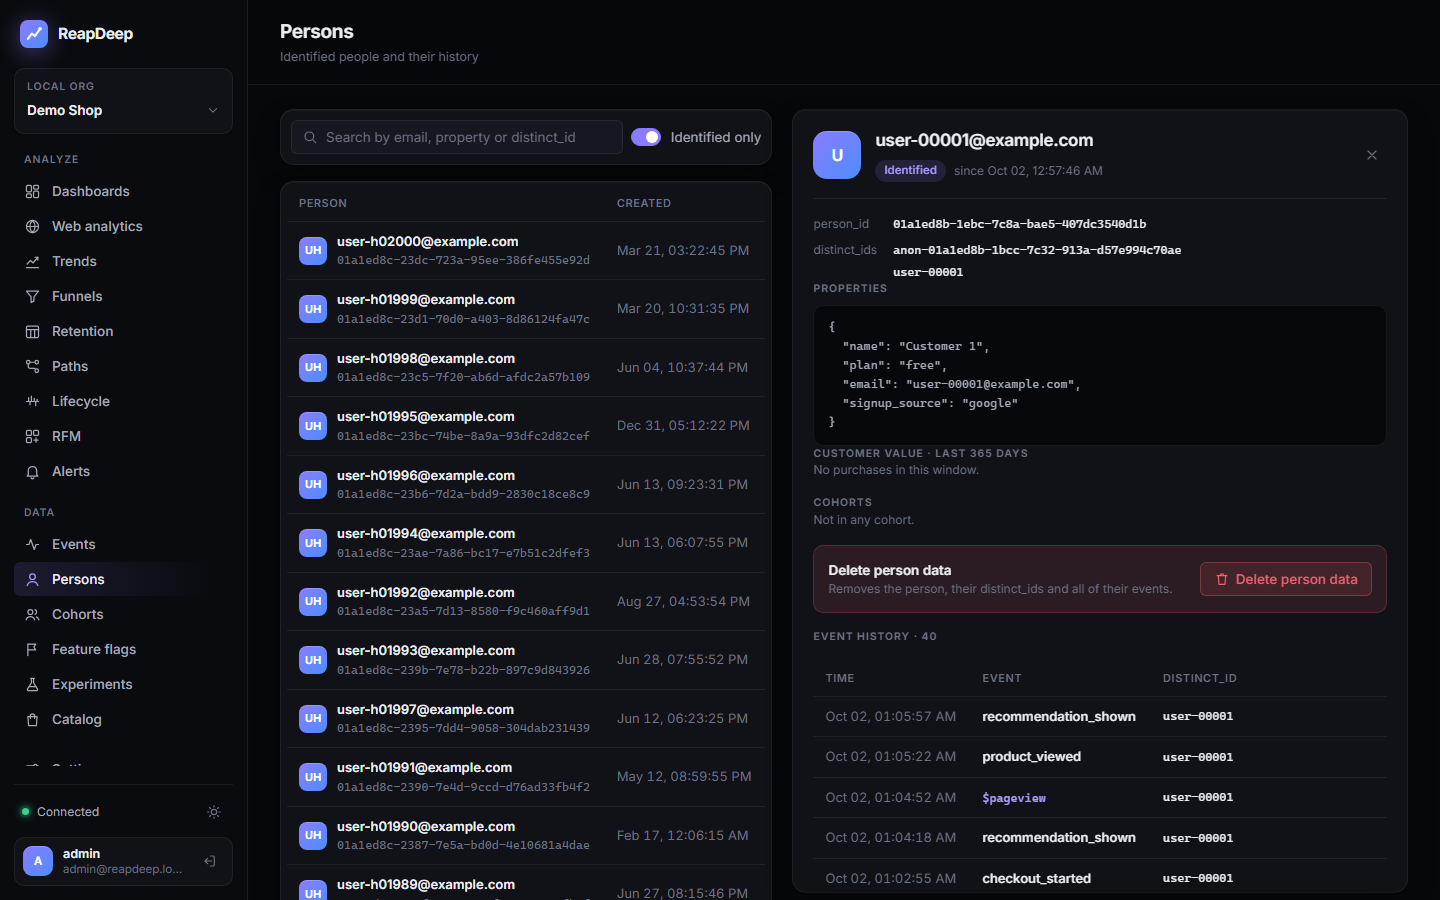 ReapDeep
LOCAL ORG
Demo Shop
ANALYZE
Dashboards
Web analytics
Trends
Funnels
Retention
Paths
Lifecycle
RFM
Alerts
DATA
Events
Persons
Cohorts
Feature flags
Experiments
Catalog
Connected
A
admin
admin@reapdeep.lo...
Persons
Identified people and their history
Search by email, property or distinct_id
Identified only
PERSON CREATED
UH user-h02000@example.com Mar 21, 03:22:45 PM
01a1ed8c-23dc-723a-95ee-386fe455e92d
UH user-h01999@example.com Mar 20, 10:31:35 PM
01a1ed8c-23d1-70d0-a403-8d86124fa47c
UH user-h01998@example.com Jun 04, 10:37:44 PM
01a1ed8c-23c5-7f20-ab6d-afdc2a57b109
UH user-h01995@example.com Dec 31, 05:12:22 PM
01a1ed8c-23bc-74be-8a9a-93dfc2d82cef
UH user-h01996@example.com Jun 13, 09:23:31 PM
01a1ed8c-23b6-7d2a-bdd9-2830c18ce8c9
UH user-h01994@example.com Jun 13, 06:07:55 PM
01a1ed8c-23ae-7a86-bc17-e7b51c2dfef3
UH user-h01992@example.com Aug 27, 04:53:54 PM
01a1ed8c-23a5-7d13-8580-f9c460aff9d1
UH user-h01993@example.com Jun 28, 07:55:52 PM
01a1ed8c-239b-7e78-b22b-897c9d843926
UH user-h01997@example.com Jun 12, 06:23:25 PM
01a1ed8c-2395-7dd4-9058-304dab231439
UH user-h01991@example.com May 12, 08:59:55 PM
01a1ed8c-2390-7e4d-9ccd-d76ad33fb4f2
UH user-h01990@example.com Feb 17, 12:06:15 AM
01a1ed8c-2387-7e5a-bd0d-4e10681a4dae
UH user-h01989@example.com Jun 27, 08:15:46 PM
U
user-00001@example.com
Identified since Oct 02, 12:57:46 AM
person_id 01a1ed8b-1ebc-7c8a-bae5-407dc3540d1b
distinct_ids anon-01a1ed8b-1bcc-7c32-913a-d57e994c70ae
user-00001
PROPERTIES
{
"name": "Customer 1",
"plan": "free",
"email": "user-00001@example.com",
"signup_source": "google"
}
CUSTOMER VALUE · LAST 365 DAYS
No purchases in this window.
COHORTS
Not in any cohort.
Delete person data
Removes the person, their distinct_ids and all of their events.
Delete person data
EVENT HISTORY · 40
TIME EVENT DISTINCT_ID
Oct 02, 01:05:57 AM recommendation_shown user-00001
Oct 02, 01:05:22 AM product_viewed user-00001
Oct 02, 01:04:52 AM $pageview user-00001
Oct 02, 01:04:18 AM recommendation_shown user-00001
Oct 02, 01:02:55 AM checkout_started user-00001